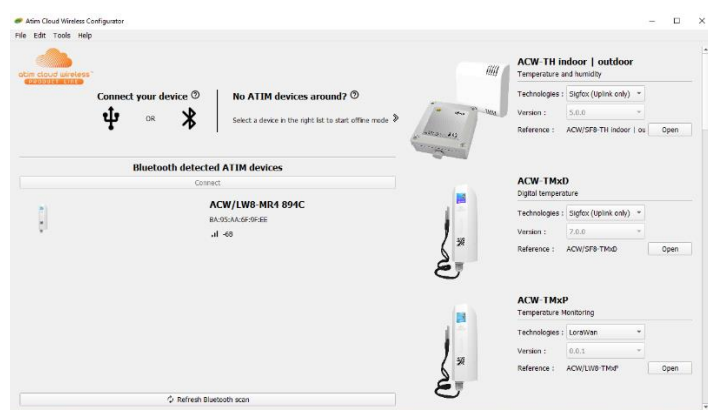 Atim Cloud Wireless Configurator
File Edit Tools Help
atim cloud wireless™
PRODUCT LINE
Connect your device
OR
No ATIM devices around?
Select a device in the right list to start offline mode
Bluetooth detected ATIM devices
Connect
ACW/LW8-MR4 894C
BA:95:AA:6F:9F:EE
-68
Refresh Bluetooth scan
ACW-TH indoor | outdoor
Temperature and humidity
Technologies : Sigfox (Uplink only)
Version : 5.0.0
Reference : ACW/SF8-TH indoor | ou Open
ACW-TMxD
Digital temperature
Technologies : Sigfox (Uplink only)
Version : 7.0.0
Reference : ACW/SF8-TMxD Open
ACW-TMxP
Temperature Monitoring
Technologies : LoraWan
Version : 0.0.1
Reference : ACW/LW8-TMxP Open